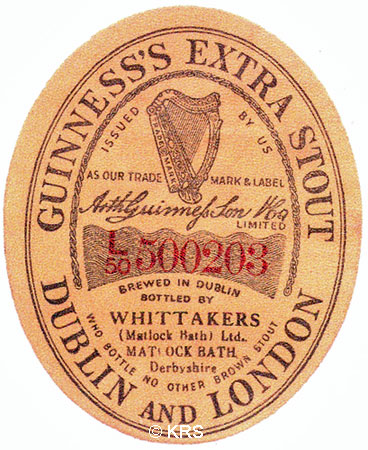 GUINNESS'S EXTRA STOUT
ISSUED BY US
TRADE MARK
AS OUR TRADE MARK & LABEL
Arth Guinness Son & Co
LIMITED
L/50 500203
BREWED IN DUBLIN
BOTTLED BY
WHITTAKERS
(Matlock Bath) Ltd.
MATLOCK BATH
Derbyshire
WHO BOTTLE NO OTHER BROWN STOUT
DUBLIN AND LONDON
© KRS